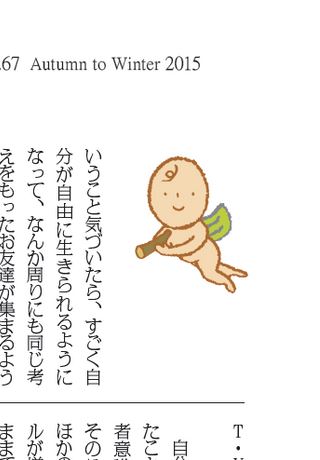 .67 Autumn to Winter 2015
いうこと気づいたら、すごく自
分が自由に生きられるように
なって、なんか周りにも同じ考
えをもったお友達が集まるよう
T・
自分
たこ
者意
その
ほかの
ルが
まま